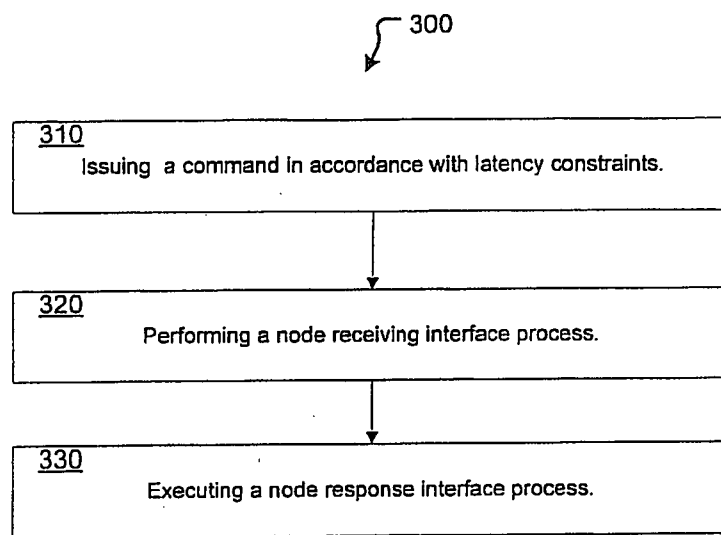 300
310
Issuing a command in accordance with latency constraints.
320
Performing a node receiving interface process.
330
Executing a node response interface process.